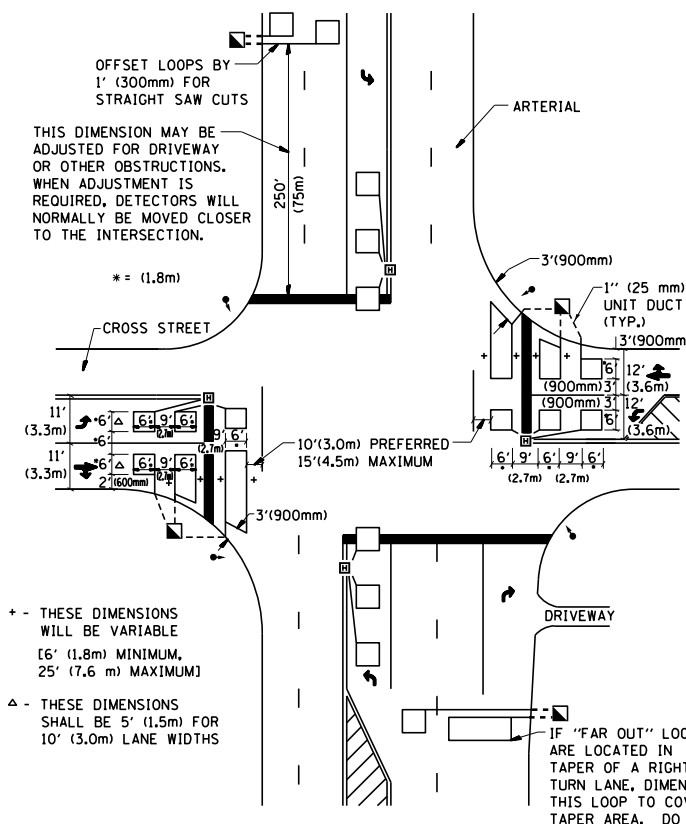 OFFSET LOOPS BY
1' (300mm) FOR
STRAIGHT SAW CUTS
THIS DIMENSION MAY BE
ADJUSTED FOR DRIVEWAY
OR OTHER OBSTRUCTIONS.
WHEN ADJUSTMENT IS
REQUIRED, DETECTORS WILL
NORMALLY BE MOVED CLOSER
TO THE INTERSECTION.
250'
(75m)
ARTERIAL
* = (1.8m)
H
3'(900mm)
1" (25 mm)
UNIT DUCT
(TYP.)
CROSS STREET
3'(900mm
12'
(3.6m)
*6'
(900mm) 3'
(900mm) 3'
12'
(3.6m)
*6'
H
6' 9' 6' 9' 6'
(2.7m) (2.7m)
H
11'
(3.3m)
*6'
△
6' 9' 6'
(2.7m)
*6'
9' 6'
(2.7m)
11'
(3.3m)
*6'
△
6' 9' 6'
(2.7m)
2' (600mm)
10'(3.0m) PREFERRED
15'(4.5m) MAXIMUM
3'(900mm)
H
DRIVEWAY
+ - THESE DIMENSIONS
WILL BE VARIABLE
[6' (1.8m) MINIMUM,
25' (7.6 m) MAXIMUM]
△ - THESE DIMENSIONS
SHALL BE 5' (1.5m) FOR
10' (3.0m) LANE WIDTHS
IF "FAR OUT" LOO
ARE LOCATED IN
TAPER OF A RIGHT
TURN LANE, DIMEN
THIS LOOP TO CO
TAPER AREA. DO